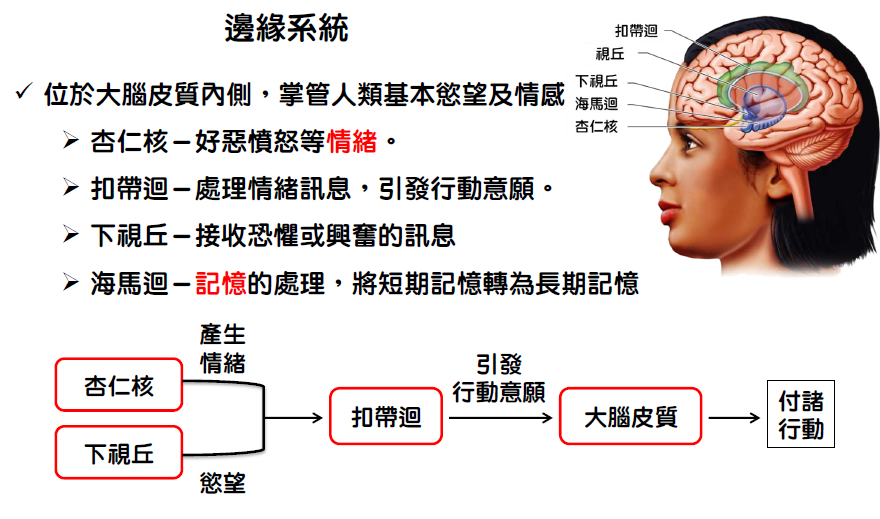 邊緣系統
✓ 位於大腦皮質內側，掌管人類基本慾望及情感
➢ 杏仁核－好惡憤怒等情緒。
➢ 扣帶迴－處理情緒訊息，引發行動意願。
➢ 下視丘－接收恐懼或興奮的訊息
➢ 海馬迴－記憶的處理，將短期記憶轉為長期記憶
扣帶迴
視丘
下視丘
海馬迴
杏仁核
產生
情緒
杏仁核
下視丘
慾望
扣帶迴
引發
行動意願
大腦皮質
付諸
行動